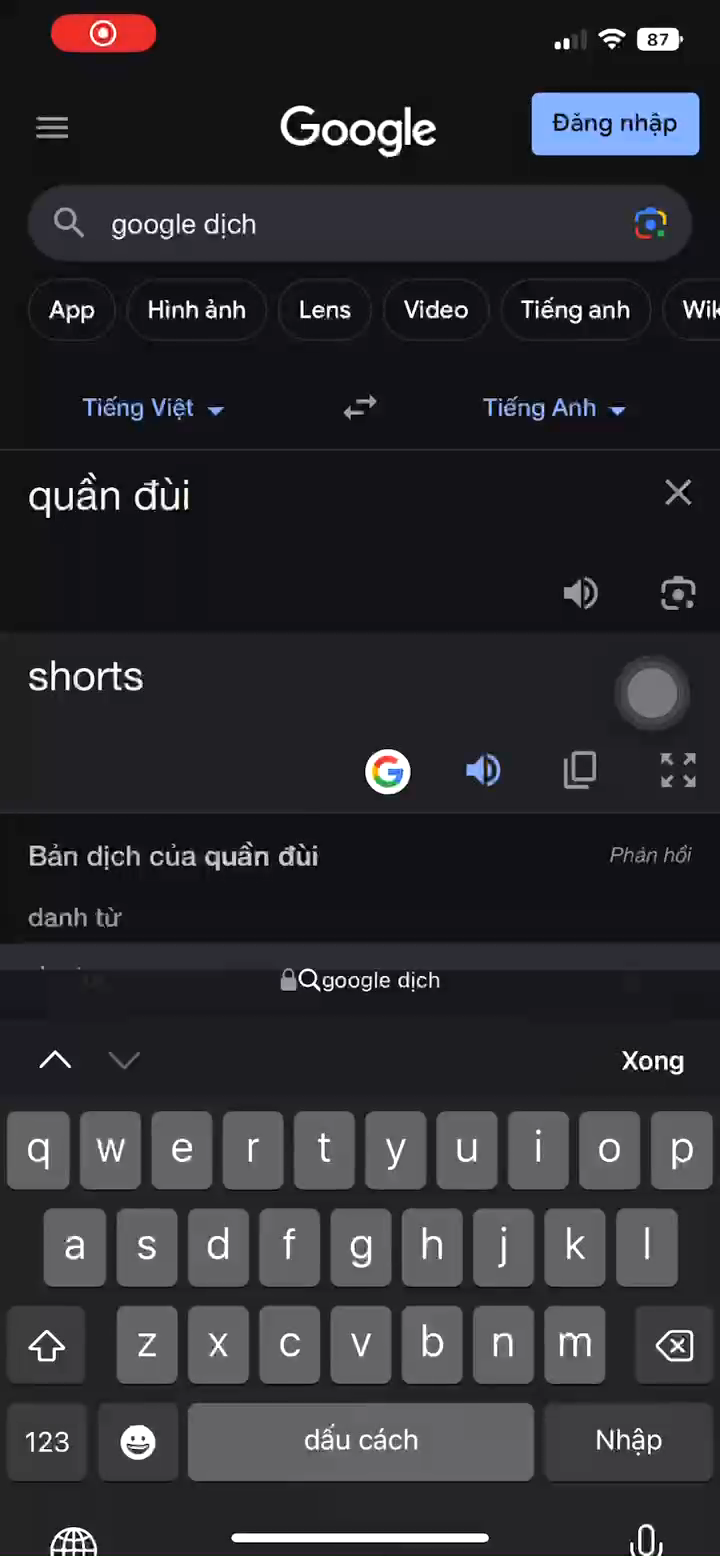 87
Google
Đăng nhập
google dịch
App
Hình ảnh
Lens
Video
Tiếng anh
Wik
Tiếng Việt
Tiếng Anh
quần đùi
shorts
Bản dịch của quần đùi
Phản hồi
danh từ
google dịch
Xong
q w e r t y u i o p
a s d f g h j k l
z x c v b n m
123
dấu cách
Nhập